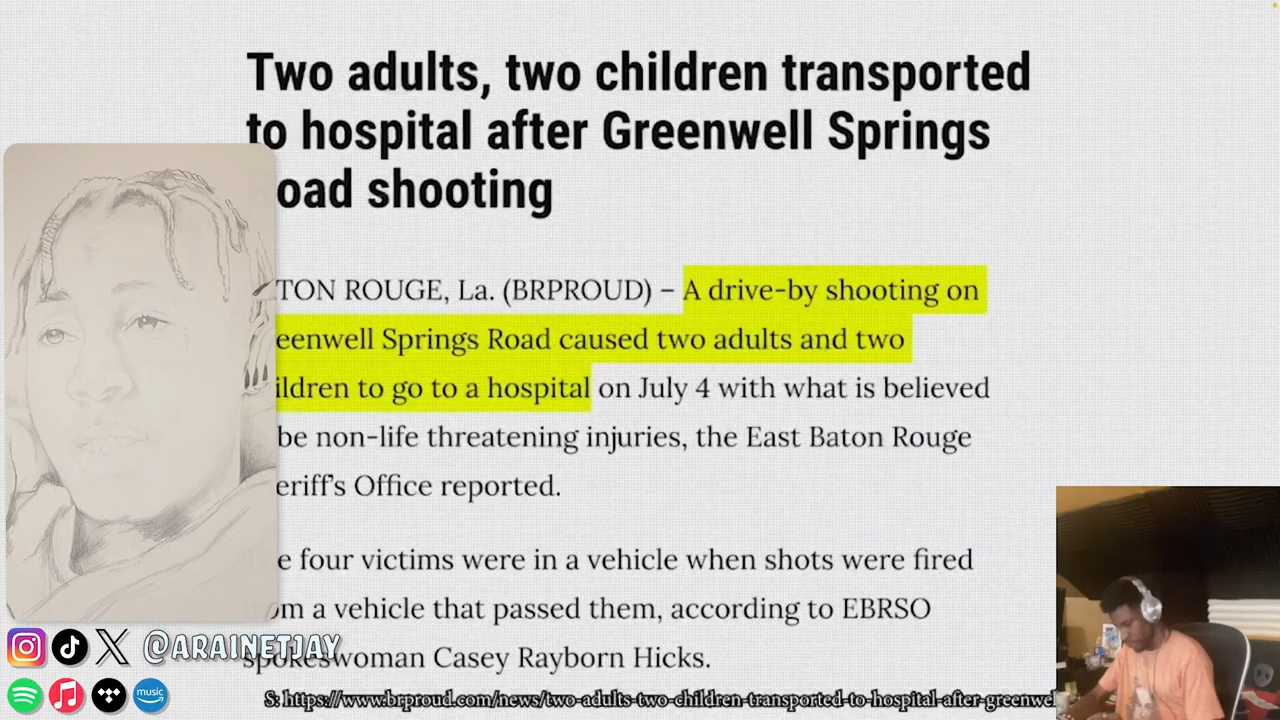 Two adults, two children transported
to hospital after Greenwell Springs
oad shooting
TON ROUGE, La. (BRPROUD) – A drive-by shooting on
eenwell Springs Road caused two adults and two
ildren to go to a hospital on July 4 with what is believed
be non-life threatening injuries, the East Baton Rouge
eriff's Office reported.
e four victims were in a vehicle when shots were fired
from a vehicle that passed them, according to EBRSO
@ARAINETJAY
spokeswoman Casey Rayborn Hicks.
music
S: https://www.brproud.com/news/two-adults-two-children-transported-to-hospital-after-greenwel